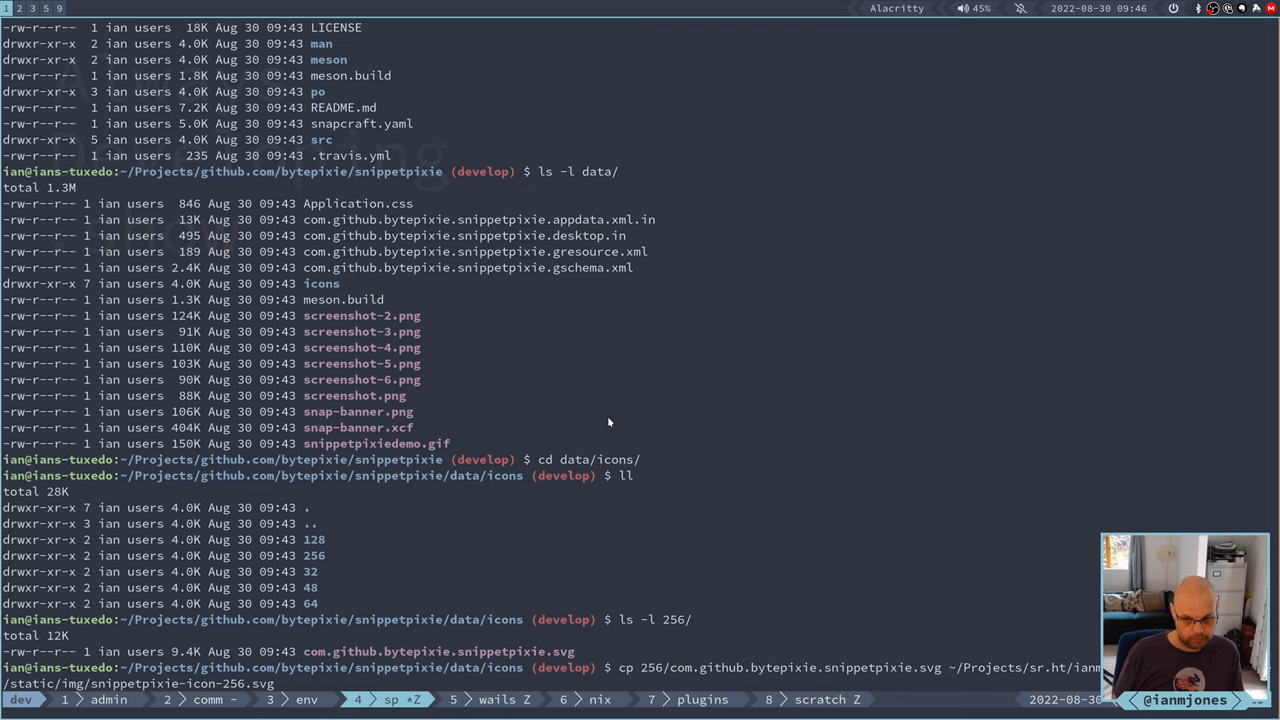 1 2 3 5 9 Alacritty 45% 2022-08-30 09:46
-rw-r--r-- 1 ian users 18K Aug 30 09:43 LICENSE
drwxr-xr-x 2 ian users 4.0K Aug 30 09:43 man
drwxr-xr-x 2 ian users 4.0K Aug 30 09:43 meson
-rw-r--r-- 1 ian users 1.8K Aug 30 09:43 meson.build
drwxr-xr-x 3 ian users 4.0K Aug 30 09:43 po
-rw-r--r-- 1 ian users 7.2K Aug 30 09:43 README.md
-rw-r--r-- 1 ian users 5.0K Aug 30 09:43 snapcraft.yaml
drwxr-xr-x 5 ian users 4.0K Aug 30 09:43 src
-rw-r--r-- 1 ian users 235 Aug 30 09:43 .travis.yml
ian@ians-tuxedo:~/Projects/github.com/bytepixie/snippetpixie (develop) $ ls -l data/
total 1.3M
-rw-r--r-- 1 ian users 846 Aug 30 09:43 Application.css
-rw-r--r-- 1 ian users 13K Aug 30 09:43 com.github.bytepixie.snippetpixie.appdata.xml.in
-rw-r--r-- 1 ian users 495 Aug 30 09:43 com.github.bytepixie.snippetpixie.desktop.in
-rw-r--r-- 1 ian users 189 Aug 30 09:43 com.github.bytepixie.snippetpixie.gresource.xml
-rw-r--r-- 1 ian users 2.4K Aug 30 09:43 com.github.bytepixie.snippetpixie.gschema.xml
drwxr-xr-x 7 ian users 4.0K Aug 30 09:43 icons
-rw-r--r-- 1 ian users 1.3K Aug 30 09:43 meson.build
-rw-r--r-- 1 ian users 124K Aug 30 09:43 screenshot-2.png
-rw-r--r-- 1 ian users 91K Aug 30 09:43 screenshot-3.png
-rw-r--r-- 1 ian users 110K Aug 30 09:43 screenshot-4.png
-rw-r--r-- 1 ian users 103K Aug 30 09:43 screenshot-5.png
-rw-r--r-- 1 ian users 90K Aug 30 09:43 screenshot-6.png
-rw-r--r-- 1 ian users 88K Aug 30 09:43 screenshot.png
-rw-r--r-- 1 ian users 106K Aug 30 09:43 snap-banner.png
-rw-r--r-- 1 ian users 404K Aug 30 09:43 snap-banner.xcf
-rw-r--r-- 1 ian users 150K Aug 30 09:43 snippetpixiedemo.gif
ian@ians-tuxedo:~/Projects/github.com/bytepixie/snippetpixie (develop) $ cd data/icons/
ian@ians-tuxedo:~/Projects/github.com/bytepixie/snippetpixie/data/icons (develop) $ ll
total 28K
drwxr-xr-x 7 ian users 4.0K Aug 30 09:43 .
drwxr-xr-x 3 ian users 4.0K Aug 30 09:43 ..
drwxr-xr-x 2 ian users 4.0K Aug 30 09:43 128
drwxr-xr-x 2 ian users 4.0K Aug 30 09:43 256
drwxr-xr-x 2 ian users 4.0K Aug 30 09:43 32
drwxr-xr-x 2 ian users 4.0K Aug 30 09:43 48
drwxr-xr-x 2 ian users 4.0K Aug 30 09:43 64
ian@ians-tuxedo:~/Projects/github.com/bytepixie/snippetpixie/data/icons (develop) $ ls -l 256/
total 12K
-rw-r--r-- 1 ian users 9.4K Aug 30 09:43 com.github.bytepixie.snippetpixie.svg
ian@ians-tuxedo:~/Projects/github.com/bytepixie/snippetpixie/data/icons (develop) $ cp 256/com.github.bytepixie.snippetpixie.svg ~/Projects/sr.ht/ianm
/static/img/snippetpixie-icon-256.svg
dev 1 admin 2 comm - 3 env 4 sp *Z 5 wails Z 6 nix 7 plugins 8 scratch Z 2022-08-30 @ianmjones